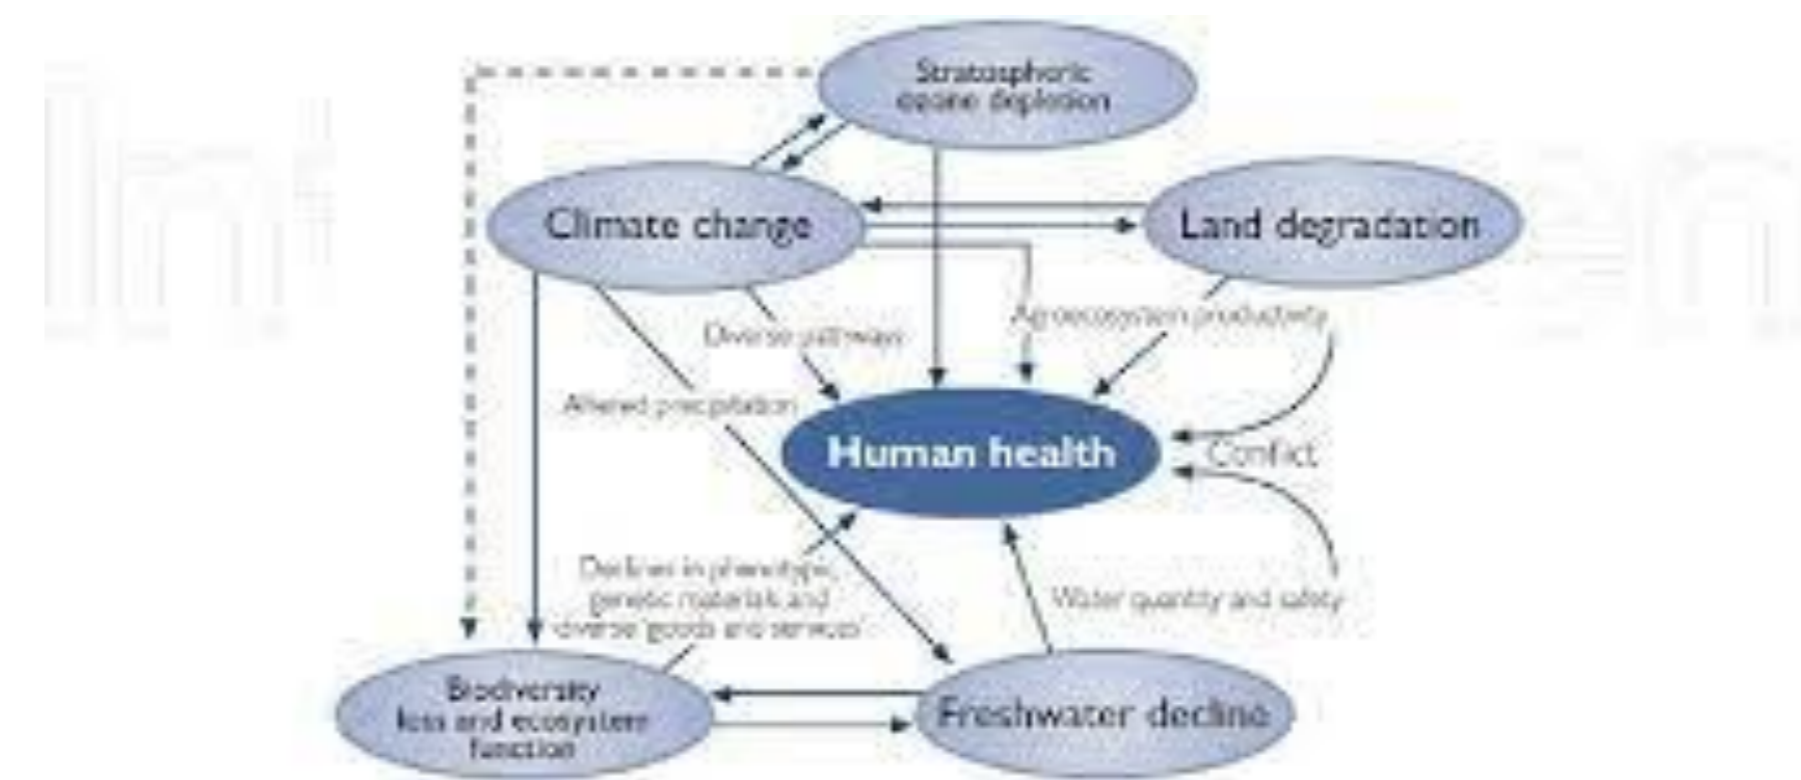 Stratospheric
ozone depletion
Climate change
Land degradation
Diverse pathways
Agroecosystem productivity
Altered precipitation
Human health
Conflict
Declines in phenotype,
genetic materials and
'diverse goods and services'
Water quantity and safety
Biodiversity
loss and ecosystem
function
Freshwater decline